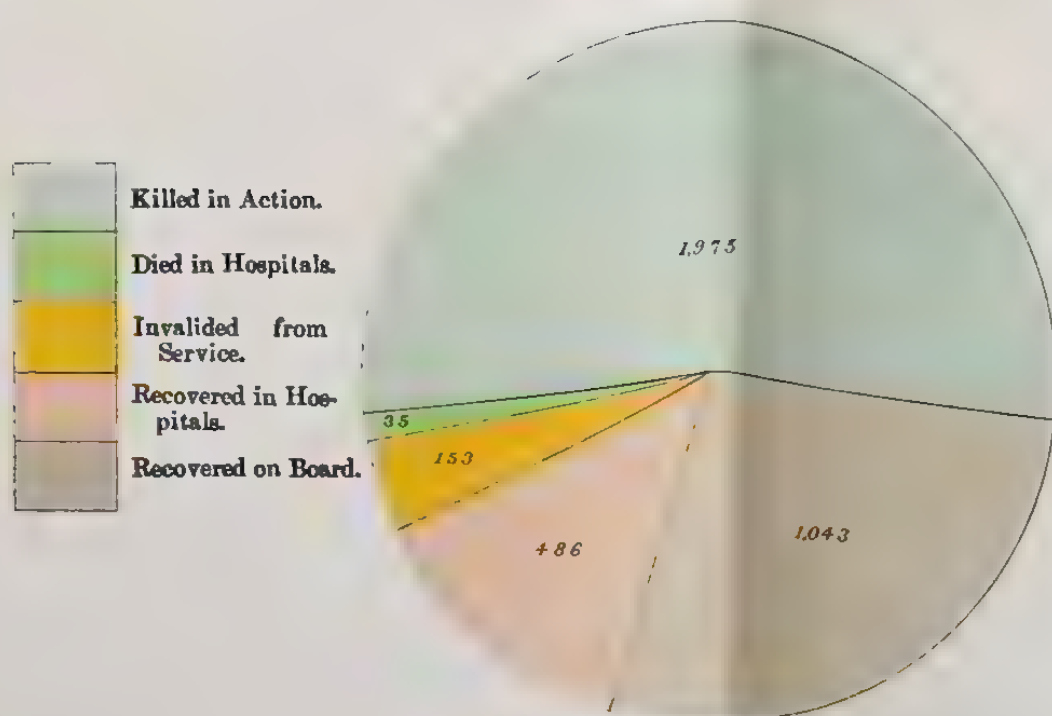 Killed in Action.
Died in Hospitals.
Invalided from
Service.
Recovered in Hos-
pitals.
Recovered on Board.
1,975
35
153
486
1,043